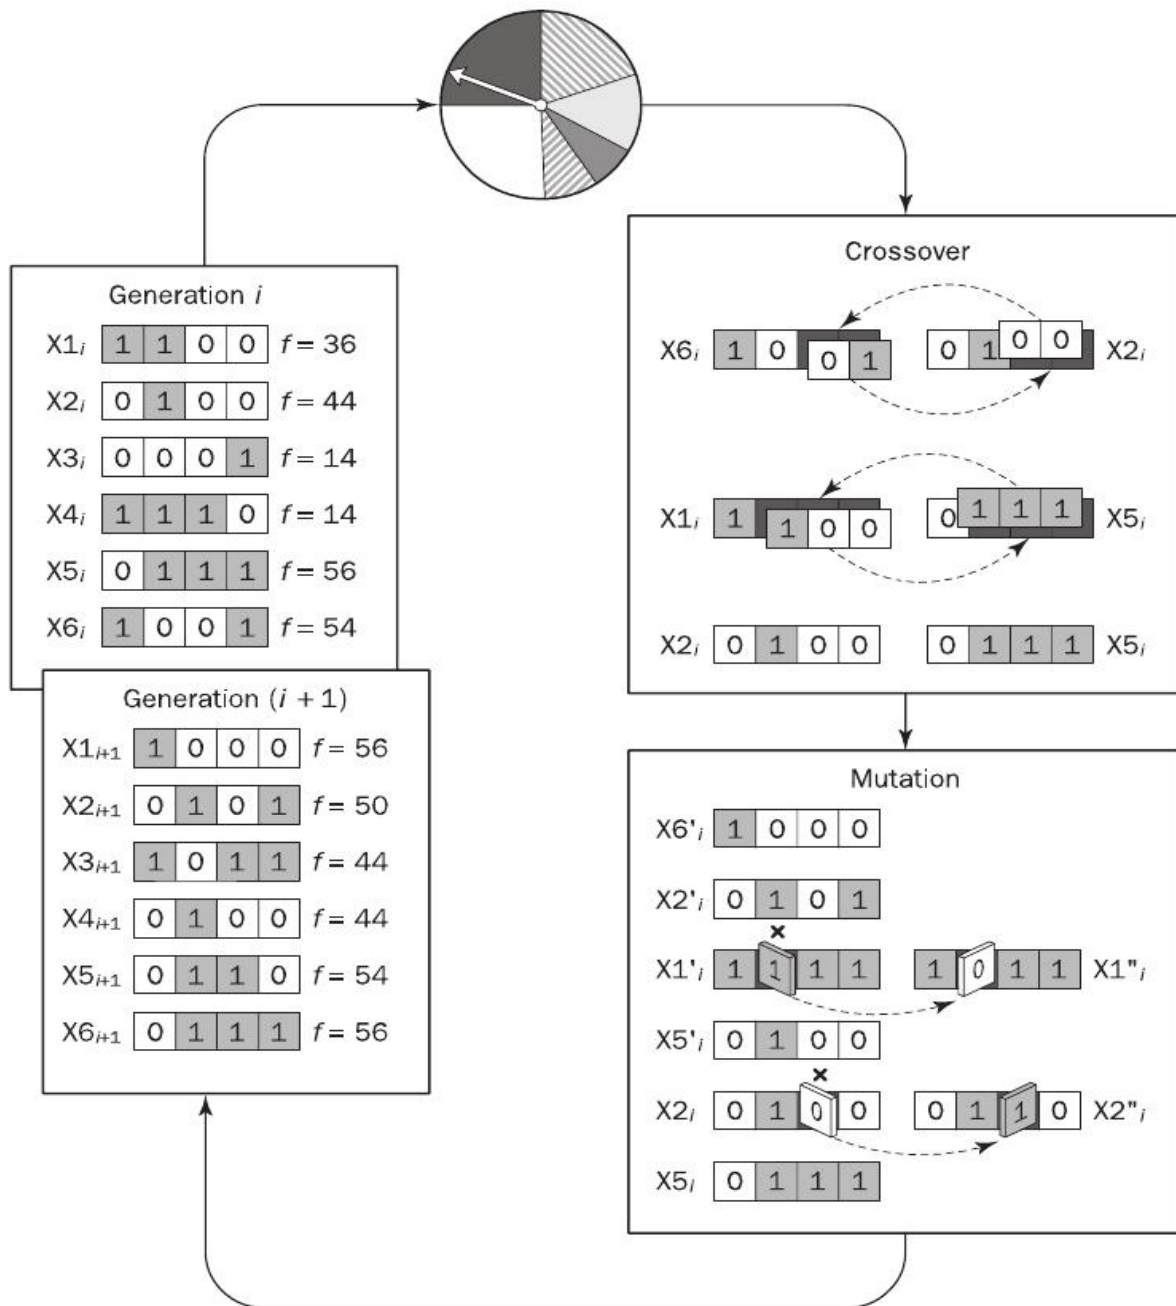 Generation i
X1i 1 1 0 0 f = 36
X2i 0 1 0 0 f = 44
X3i 0 0 0 1 f = 14
X4i 1 1 1 0 f = 14
X5i 0 1 1 1 f = 56
X6i 1 0 0 1 f = 54
Generation (i + 1)
X1i+1 1 0 0 0 f = 56
X2i+1 0 1 0 1 f = 50
X3i+1 1 0 1 1 f = 44
X4i+1 0 1 0 0 f = 44
X5i+1 0 1 1 0 f = 54
X6i+1 0 1 1 1 f = 56
Crossover
X6i 1 0 0 1 0 1 0 0 X2i
X1i 1 1 0 0 0 1 1 1 X5i
X2i 0 1 0 0 0 1 1 1 X5i
Mutation
X6'i 1 0 0 0
X2'i 0 1 0 1
X1'i 1 1 1 1 1 0 1 1 X1"i
X5'i 0 1 0 0
X2i 0 1 0 0 0 1 1 0 X2"i
X5i 0 1 1 1